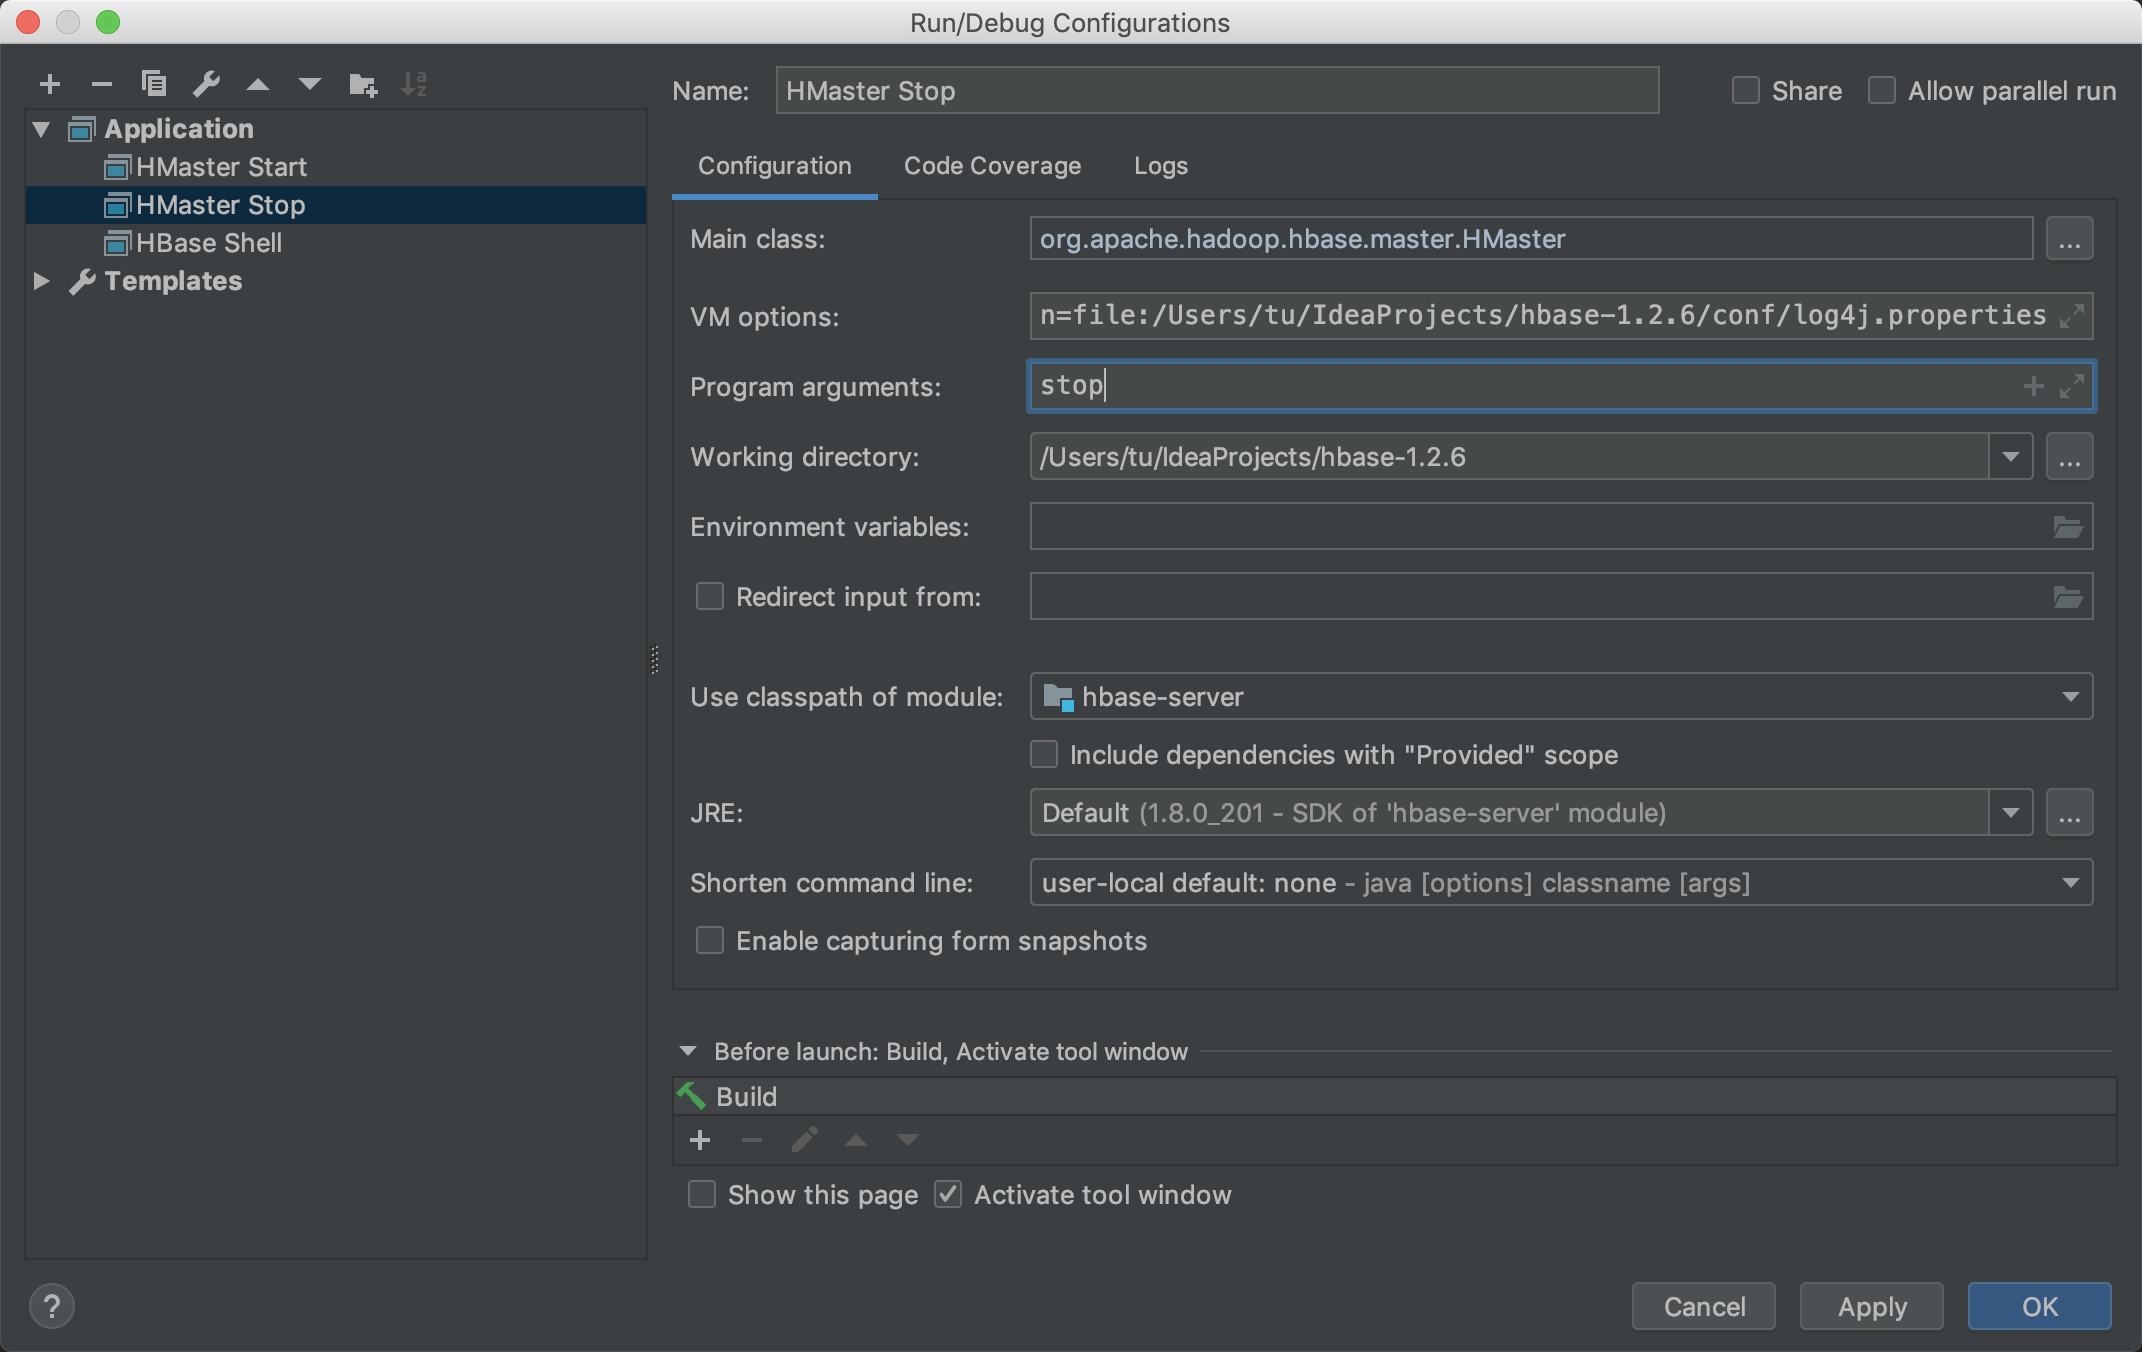 Run/Debug Configurations
Name: HMaster Stop Share Allow parallel run
Application
HMaster Start
HMaster Stop
HBase Shell
Templates
Configuration Code Coverage Logs
Main class: org.apache.hadoop.hbase.master.HMaster ...
VM options: n=file:/Users/tu/IdeaProjects/hbase-1.2.6/conf/log4j.properties
Program arguments: stop
Working directory: /Users/tu/IdeaProjects/hbase-1.2.6 ...
Environment variables:
Redirect input from:
Use classpath of module: hbase-server
Include dependencies with "Provided" scope
JRE: Default (1.8.0_201 - SDK of 'hbase-server' module) ...
Shorten command line: user-local default: none - java [options] classname [args]
Enable capturing form snapshots
Before launch: Build, Activate tool window
Build
Show this page Activate tool window
? Cancel Apply OK